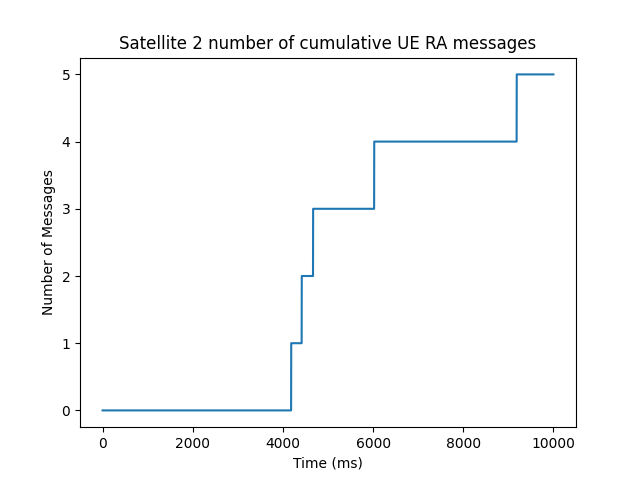 Satellite 2 number of cumulative UE RA messages
5
4
3
2
1
0
Number of Messages
0 2000 4000 6000 8000 10000
Time (ms)